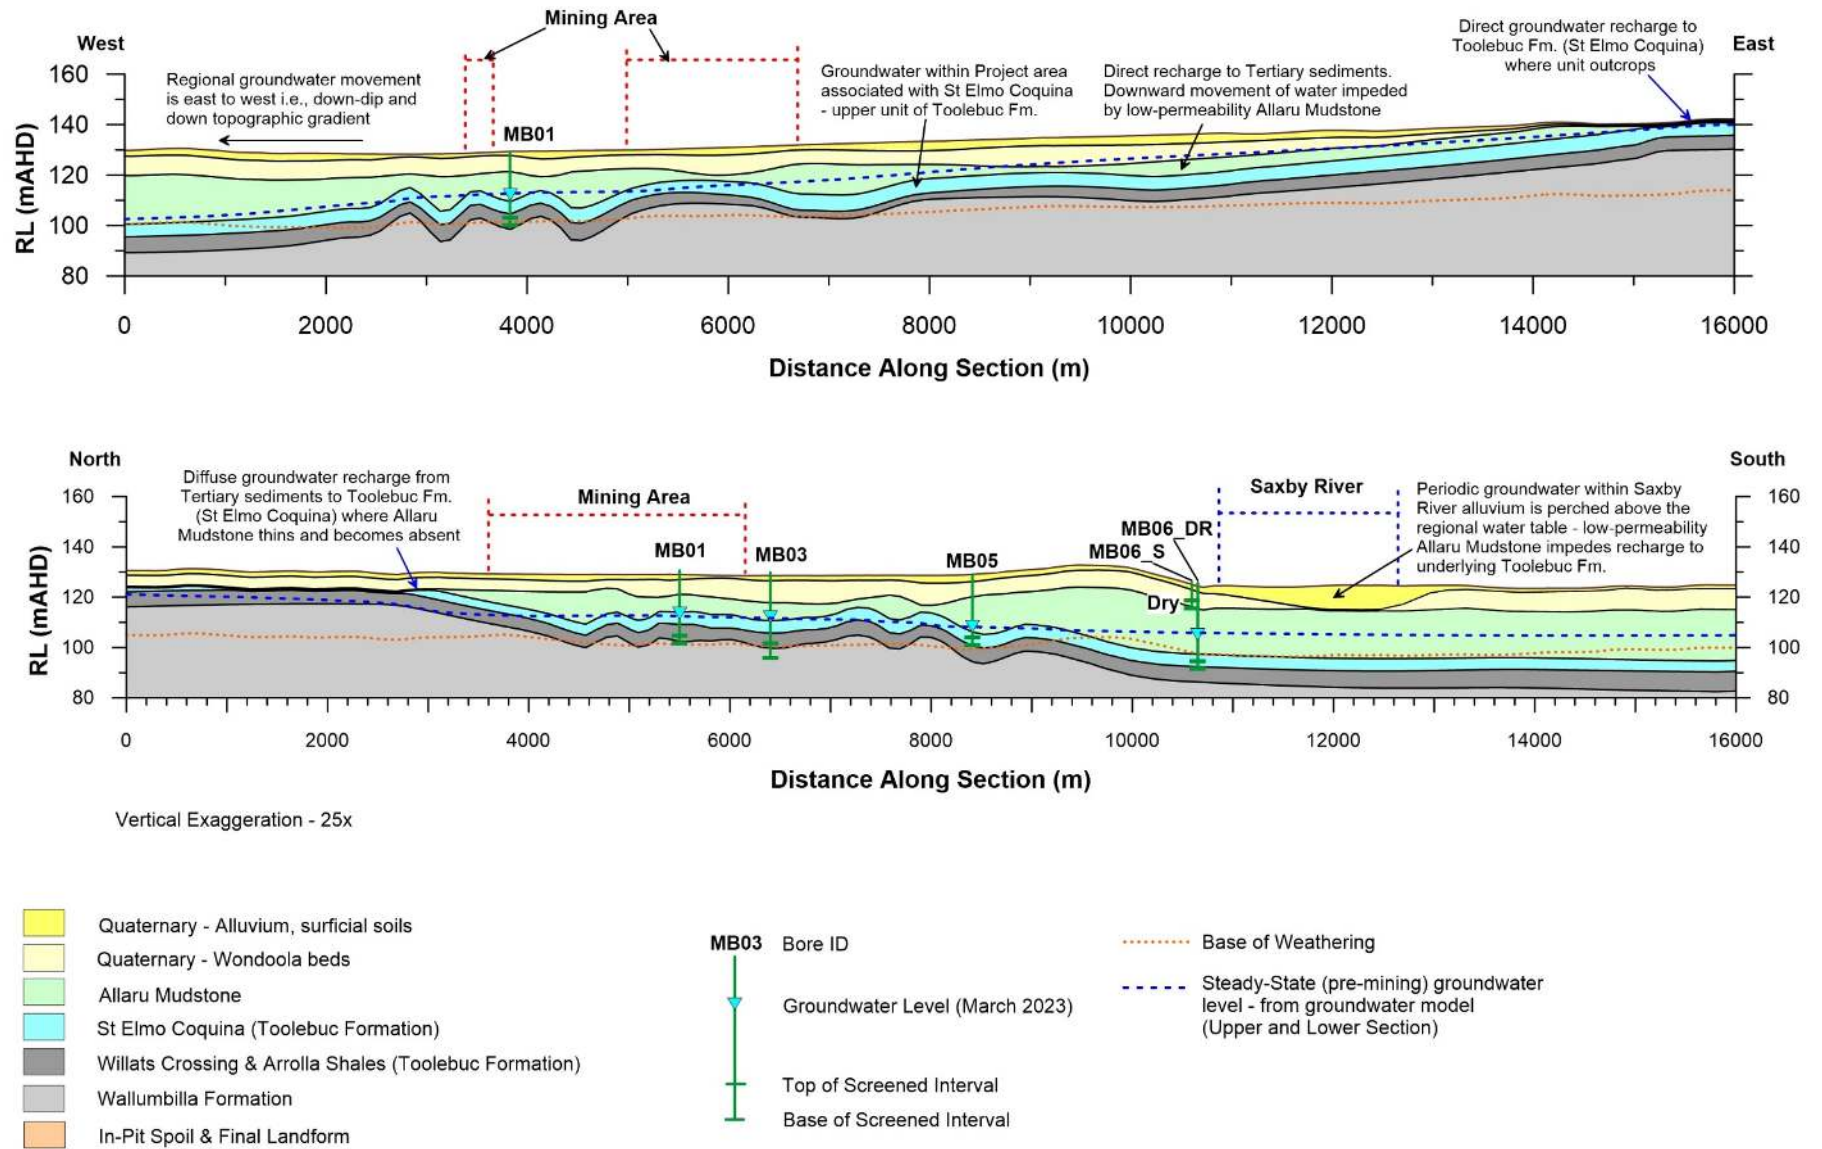 Mining Area
West
East
Regional groundwater movement
is east to west i.e., down-dip and
down topographic gradient
Groundwater within Project area
associated with St Elmo Coquina
- upper unit of Toolebuc Fm.
Direct recharge to Tertiary sediments.
Downward movement of water impeded
by low-permeability Allaru Mudstone
Direct groundwater recharge to
Toolebuc Fm. (St Elmo Coquina)
where unit outcrops
MB01
RL (mAHD)
160
140
120
100
80
0 2000 4000 6000 8000 10000 12000 14000 16000
Distance Along Section (m)
North
South
Diffuse groundwater recharge from
Tertiary sediments to Toolebuc Fm.
(St Elmo Coquina) where Allaru
Mudstone thins and becomes absent
Mining Area
Saxby River
Periodic groundwater within Saxby
River alluvium is perched above the
regional water table - low-permeability
Allaru Mudstone impedes recharge to
underlying Toolebuc Fm.
MB01
MB03
MB05
MB06_DR
MB06_S
Dry
RL (mAHD)
160 160
140 140
120 120
100 100
80 80
0 2000 4000 6000 8000 10000 12000 14000 16000
Distance Along Section (m)
Vertical Exaggeration - 25x
Quaternary - Alluvium, surficial soils
Quaternary - Wondoola beds
Allaru Mudstone
St Elmo Coquina (Toolebuc Formation)
Willats Crossing & Arrolla Shales (Toolebuc Formation)
Wallumbilla Formation
In-Pit Spoil & Final Landform
MB03 Bore ID
Groundwater Level (March 2023)
Top of Screened Interval
Base of Screened Interval
Base of Weathering
Steady-State (pre-mining) groundwater
level - from groundwater model
(Upper and Lower Section)